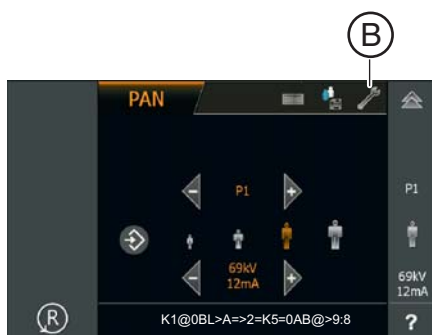 B
PAN
P1
P1
69kV
12mA
69kV
12mA
R
K1@0BL>A=>2=K5=0AB@>9:8
?